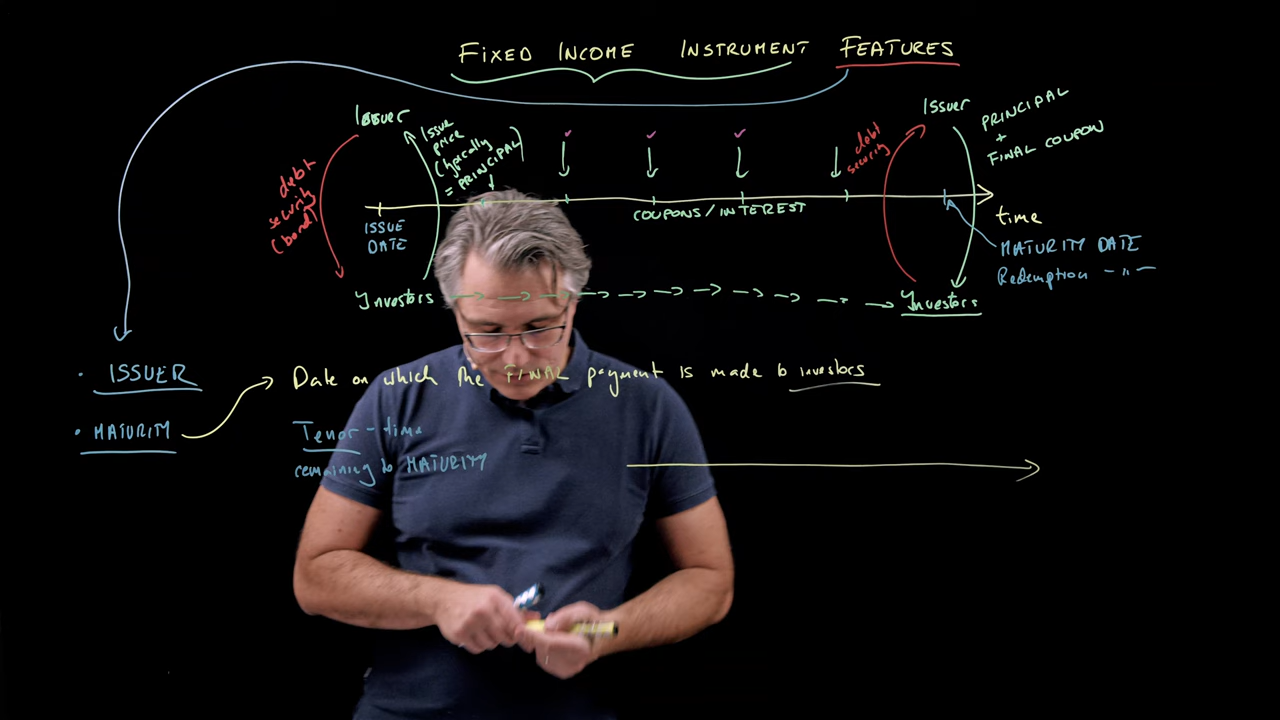 FIXED INCOME INSTRUMENT FEATURES
Issuer
Issue
price
(typically
= PRINCIPAL)
debt
security
(bond)
ISSUE
DATE
Investors
COUPONS/INTEREST
debt
security
Issuer
PRINCIPAL
+
FINAL COUPON
time
MATURITY DATE
Redemption - " -
Investors
· ISSUER
· MATURITY
Date on which the FINAL payment is made to investors
Tenor - time
remaining to MATURITY